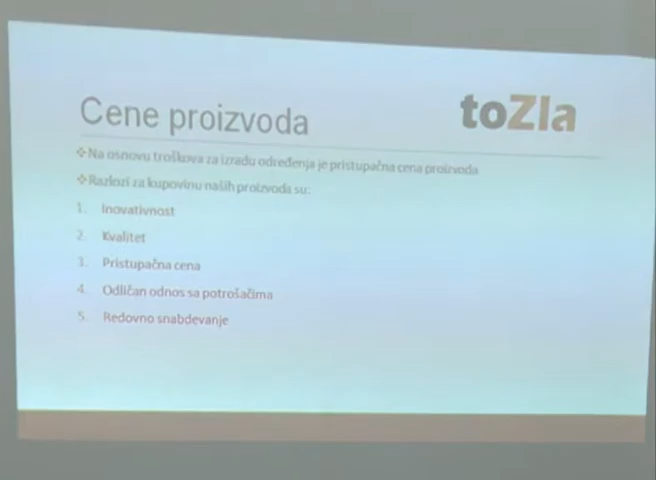 Cene proizvoda
toZla
❖Na osnovu troškova za izradu određenja je pristupačna cena proizvoda
❖Razlozi za kupovinu naših proizvoda su:
1. Inovativnost
2. Kvalitet
3. Pristupačna cena
4. Odličan odnos sa potrošačima
5. Redovno snabdevanje